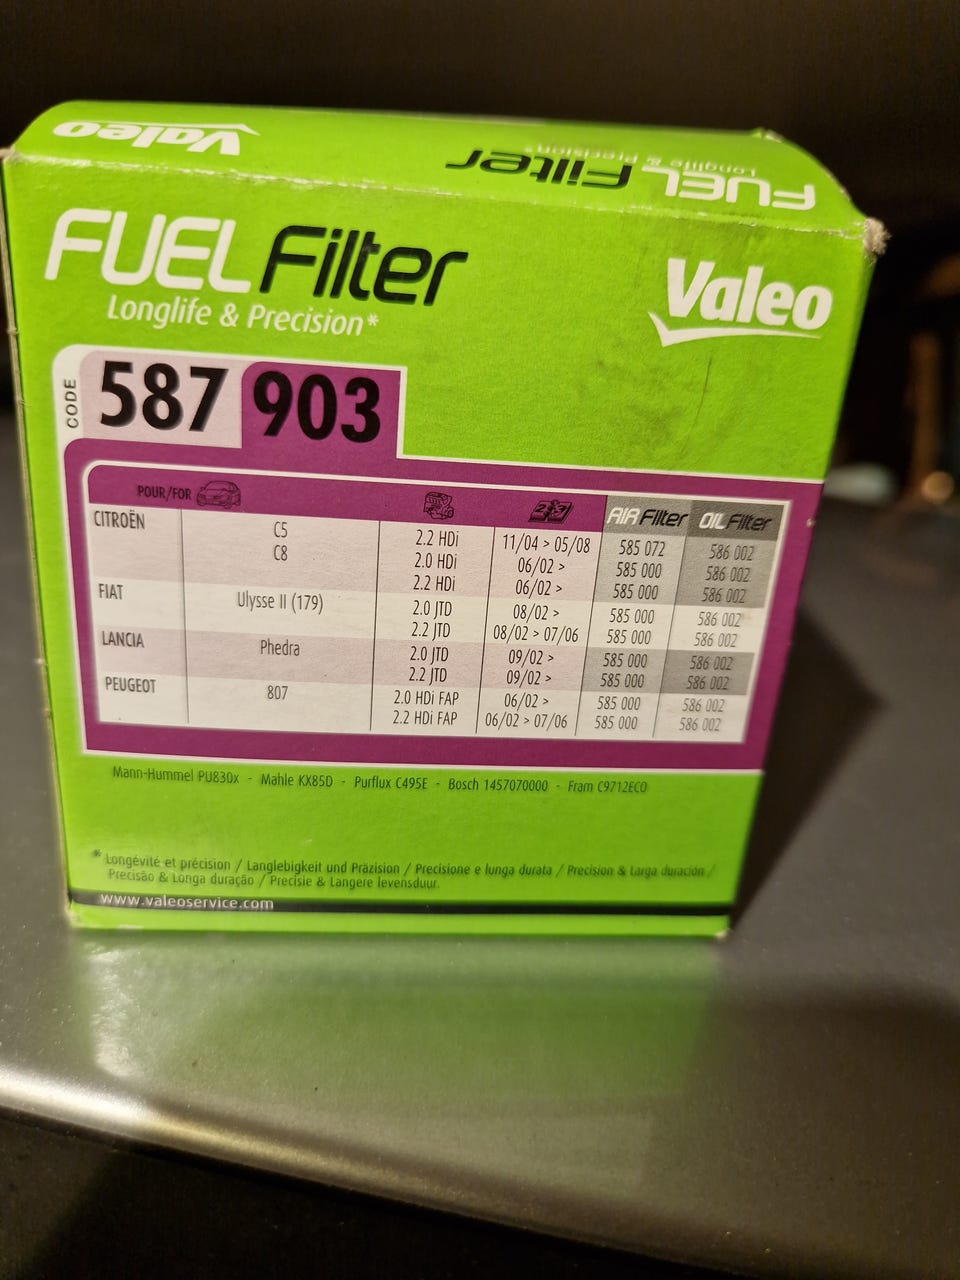 Valeo
FUEL Filter
Longlife & Precision*
FUEL Filter
Longlife & Precision*
Valeo
CODE
587 903
POUR/FOR AIR Filter OIL Filter
CITROËN C5 2.2 HDi 11/04 > 05/08 585 072 586 002
C8 2.0 HDi 06/02 > 585 000 586 002
2.2 HDi 06/02 > 585 000 586 002
FIAT Ulysse II (179) 2.0 JTD 08/02 > 585 000 586 002
2.2 JTD 08/02 > 07/06 585 000 586 002
LANCIA Phedra 2.0 JTD 09/02 > 585 000 586 002
2.2 JTD 09/02 > 585 000 586 002
PEUGEOT 807 2.0 HDi FAP 06/02 > 585 000 586 002
2.2 HDi FAP 06/02 > 07/06 585 000 586 002
Mann-Hummel PU830x - Mahle KX85D - Purflux C495E - Bosch 1457070000 - Fram C9712ECO
* Longévité et précision / Langlebigkeit und Präzision / Precisione e lunga durata / Precision & Larga duración /
Precisão & Longa duração / Precisie & Langere levensduur.
www.valeoservice.com